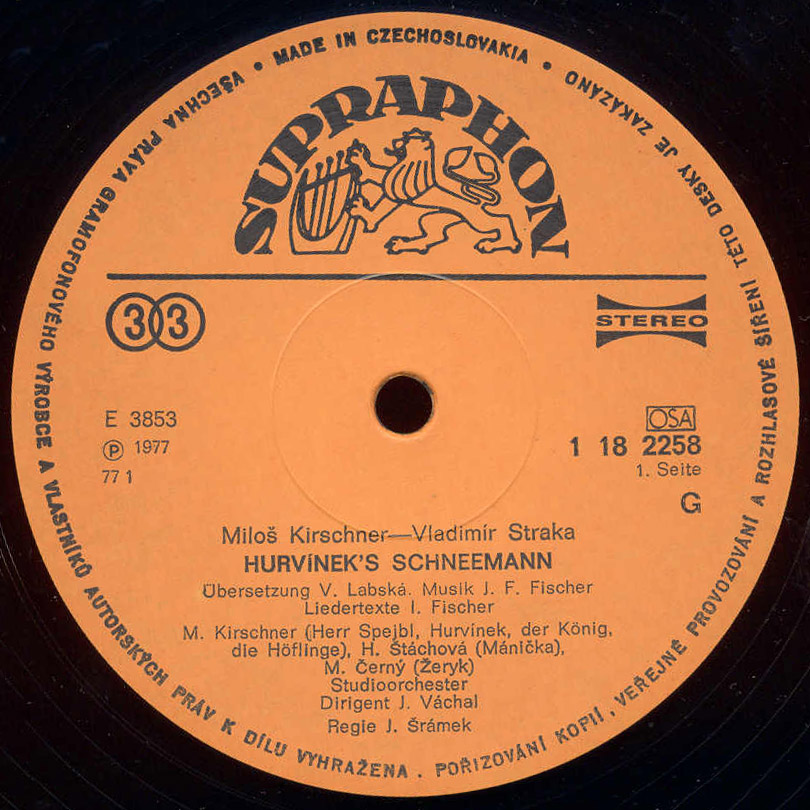 MADE IN CZECHOSLOVAKIA
VŠECHNA PRÁVA GRAMOFONOVÉHO VÝROBCE A VLASTNÍKŮ AUTORSKÝCH PRÁV K DÍLU VYHRAŽENA. POŘIZOVÁNÍ KOPIÍ, VEŘEJNÉ PROVOZOVÁNÍ A ROZHLASOVÉ ŠÍŘENÍ TÉTO DESKY JE ZAKÁZÁNO
SUPRAPHON
33
STEREO
E 3853
Ⓟ 1977
77 1
OSA
1 18 2258
1. Seite
G
Miloš Kirschner—Vladimír Straka
HURVÍNEK'S SCHNEEMANN
Übersetzung V. Labská. Musik J. F. Fischer
Liedertexte I. Fischer
M. Kirschner (Herr Spejbl, Hurvínek, der König,
die Höflinge), H. Štáchová (Mánička),
M. Černý (Žeryk)
Studioorchester
Dirigent J. Váchal
Regie J. Šrámek